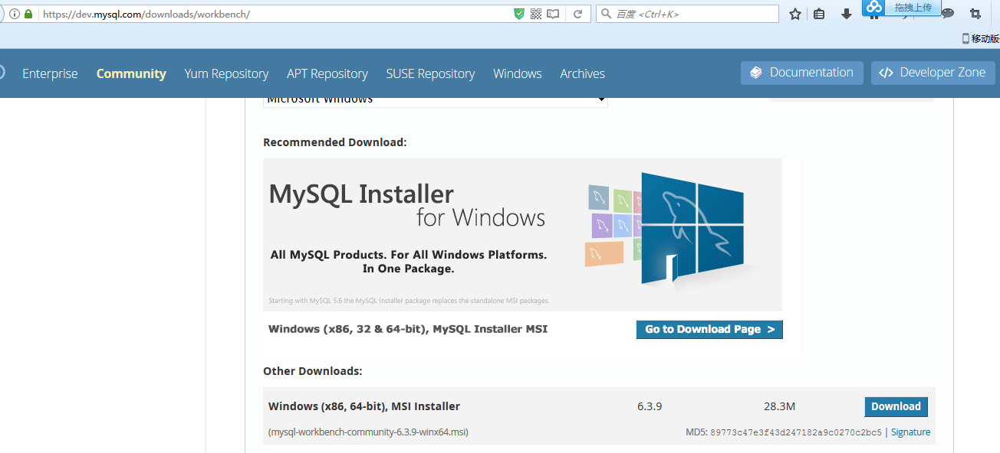 https://dev.mysql.com/downloads/workbench/
百度 <Ctrl+K>
拖拽上传
移动版
Enterprise Community Yum Repository APT Repository SUSE Repository Windows Archives Documentation Developer Zone
Microsoft Windows
Recommended Download:
MySQL Installer
for Windows
All MySQL Products. For All Windows Platforms.
In One Package.
Starting with MySQL 5.6 the MySQL Installer package replaces the standalone MSI packages.
Windows (x86, 32 & 64-bit), MySQL Installer MSI Go to Download Page >
Other Downloads:
Windows (x86, 64-bit), MSI Installer 6.3.9 28.3M Download
(mysql-workbench-community-6.3.9-winx64.msi) MD5: 89773c47e3f43d247182a9c0270c2bc5 | Signature